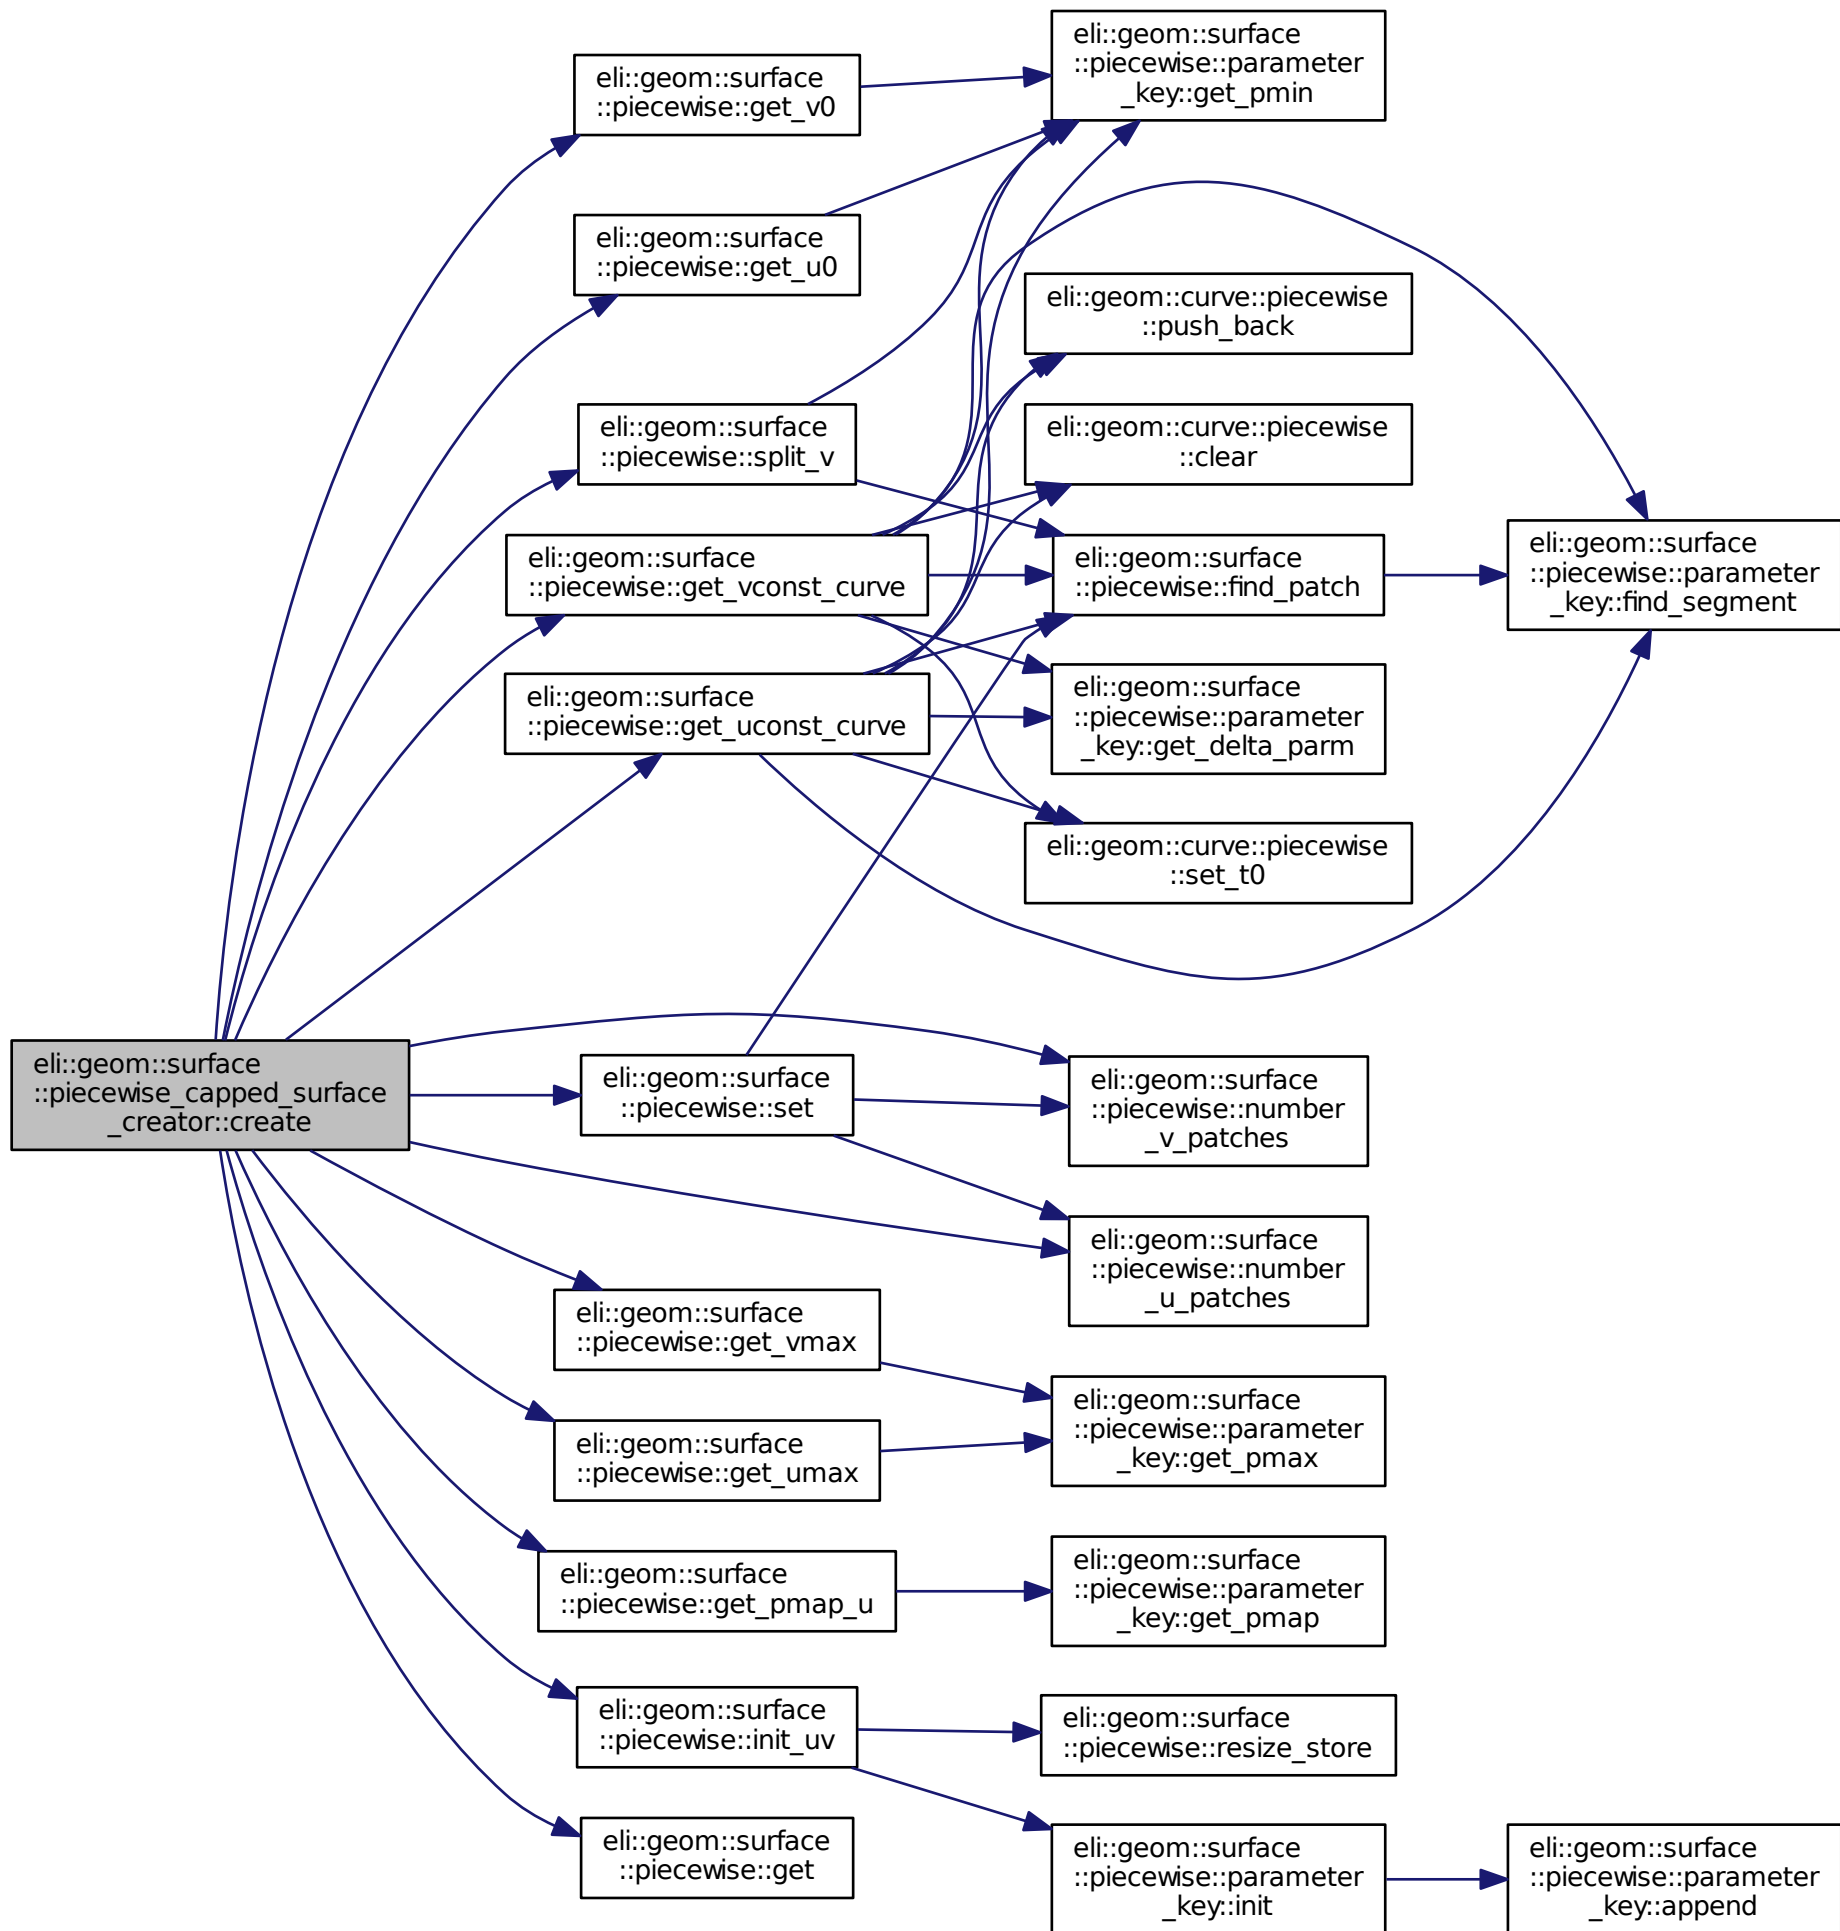 eli::geom::surface
::piecewise::parameter
_key::get_pmin
eli::geom::surface
::piecewise::get_v0
eli::geom::surface
::piecewise::get_u0
eli::geom::curve::piecewise
::push_back
eli::geom::surface
::piecewise::split_v
eli::geom::curve::piecewise
::clear
eli::geom::surface
::piecewise::get_vconst_curve
eli::geom::surface
::piecewise::find_patch
eli::geom::surface
::piecewise::parameter
_key::find_segment
eli::geom::surface
::piecewise::get_uconst_curve
eli::geom::surface
::piecewise::parameter
_key::get_delta_parm
eli::geom::curve::piecewise
::set_t0
eli::geom::surface
::piecewise_capped_surface
_creator::create
eli::geom::surface
::piecewise::set
eli::geom::surface
::piecewise::number
_v_patches
eli::geom::surface
::piecewise::number
_u_patches
eli::geom::surface
::piecewise::get_vmax
eli::geom::surface
::piecewise::parameter
_key::get_pmax
eli::geom::surface
::piecewise::get_umax
eli::geom::surface
::piecewise::get_pmap_u
eli::geom::surface
::piecewise::parameter
_key::get_pmap
eli::geom::surface
::piecewise::init_uv
eli::geom::surface
::piecewise::resize_store
eli::geom::surface
::piecewise::get
eli::geom::surface
::piecewise::parameter
_key::init
eli::geom::surface
::piecewise::parameter
_key::append